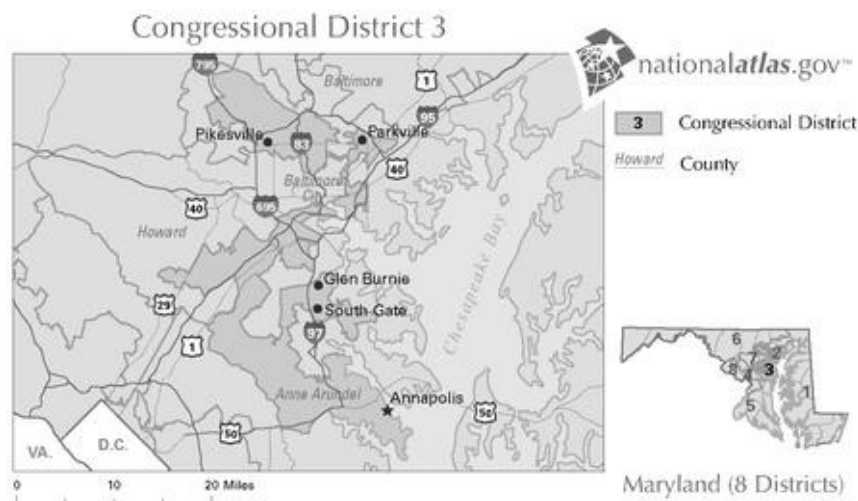 Congressional District 3
nationalatlas.gov™
3 Congressional District
Howard County
795
Baltimore
1
95
Pikesville
83
Parkville
40
Baltimore
City
40
695
Howard
Chesapeake Bay
Glen Burnie
29
South Gate
97
1
Anne Arundel
Annapolis
50
50
VA.
D.C.
0 10 20 Miles
6
7
2
8
4
3
5
1
Maryland (8 Districts)